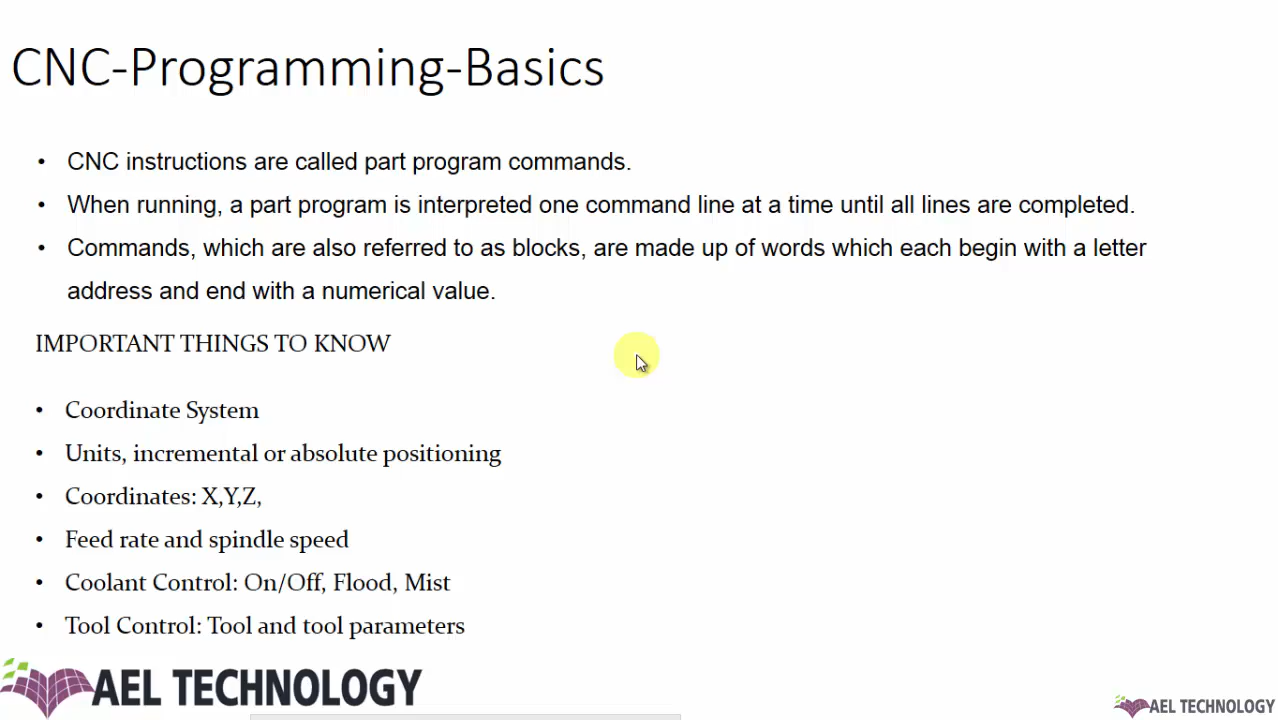 CNC-Programming-Basics
• CNC instructions are called part program commands.
• When running, a part program is interpreted one command line at a time until all lines are completed.
• Commands, which are also referred to as blocks, are made up of words which each begin with a letter
address and end with a numerical value.
IMPORTANT THINGS TO KNOW
• Coordinate System
• Units, incremental or absolute positioning
• Coordinates: X,Y,Z,
• Feed rate and spindle speed
• Coolant Control: On/Off, Flood, Mist
• Tool Control: Tool and tool parameters
AEL TECHNOLOGY
AEL TECHNOLOGY